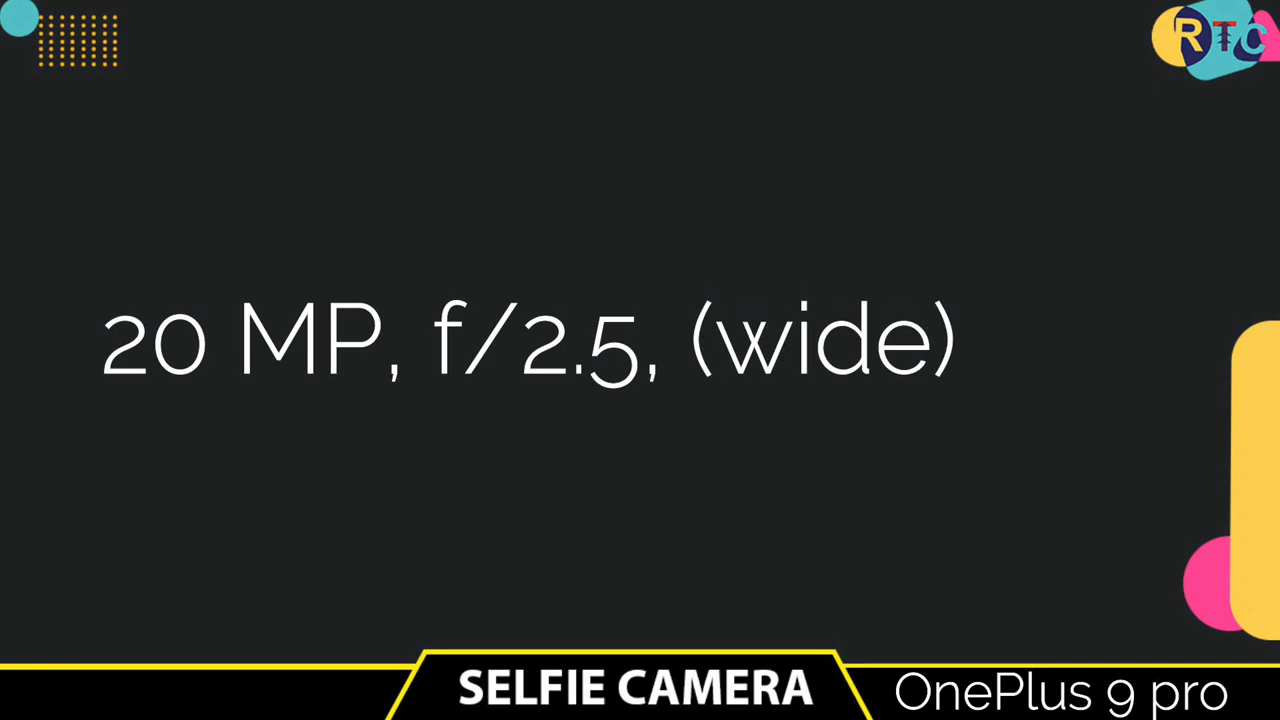 RTC
20 MP, f/2.5, (wide)
SELFIE CAMERA
OnePlus 9 pro